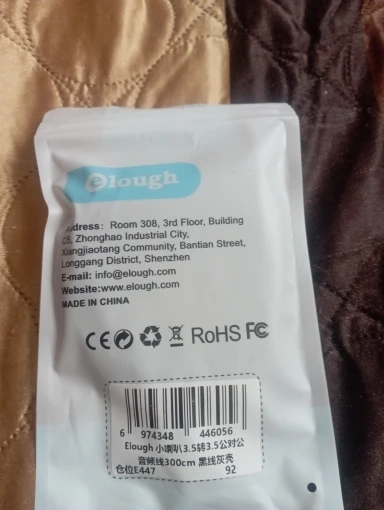 elough
dress: Room 308, 3rd Floor, Building
C5, Zhonghao Industrial City,
Xiangjiaotang Community, Bantian Street,
Longgang District, Shenzhen
E-mail: info@elough.com
Website:www.elough.com
MADE IN CHINA
CE RoHS FC
6 974348 446056
Elough 小喇叭3.5转3.5公对公
音频线300cm 黑线灰壳
仓位E447 92